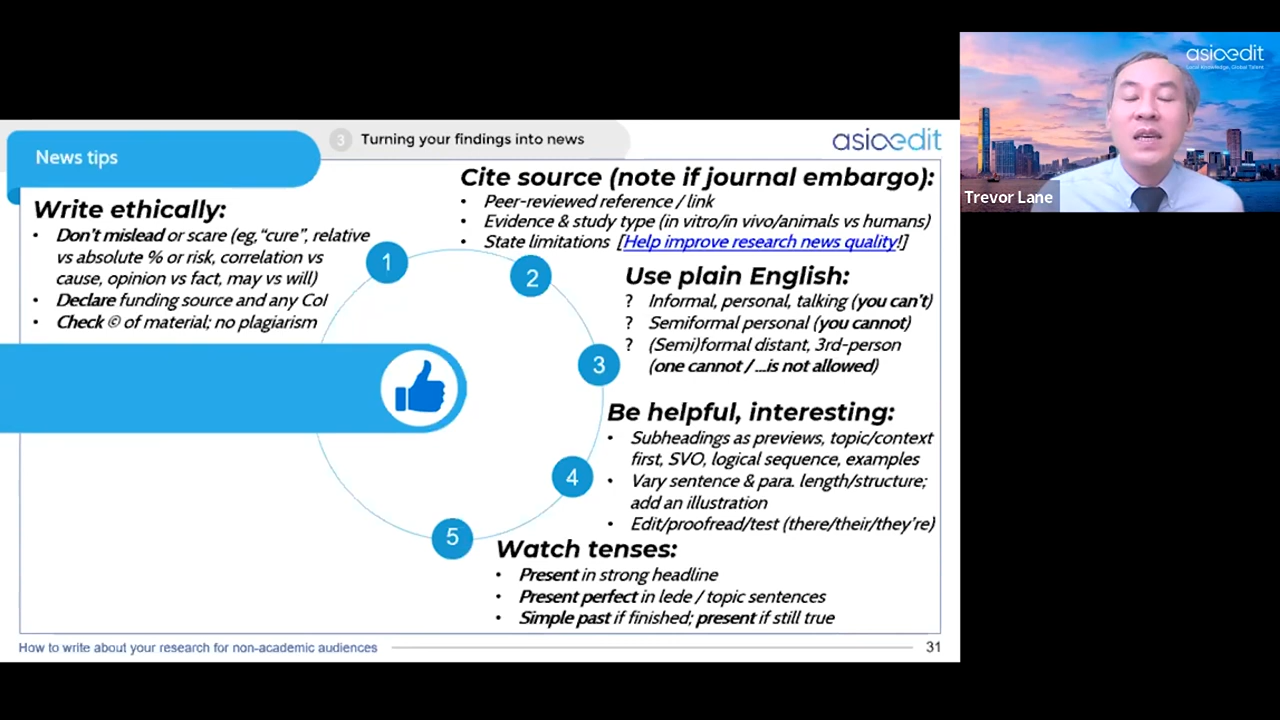 3 Turning your findings into news
asiaedit
News tips
Write ethically:
• Don't mislead or scare (eg,“cure”, relative
vs absolute % or risk, correlation vs
cause, opinion vs fact, may vs will)
• Declare funding source and any CoI
• Check © of material; no plagiarism
1
2
3
4
5
Cite source (note if journal embargo):
• Peer-reviewed reference / link
• Evidence & study type (in vitro/in vivo/animals vs humans)
• State limitations [Help improve research news quality!]
Use plain English:
? Informal, personal, talking (you can't)
? Semiformal personal (you cannot)
? (Semi)formal distant, 3rd-person
(one cannot / ...is not allowed)
Be helpful, interesting:
• Subheadings as previews, topic/context
first, SVO, logical sequence, examples
• Vary sentence & para. length/structure;
add an illustration
• Edit/proofread/test (there/their/they're)
Watch tenses:
• Present in strong headline
• Present perfect in lede / topic sentences
• Simple past if finished; present if still true
How to write about your research for non-academic audiences
31
asiaedit
Local Knowledge, Global Talent
Trevor Lane